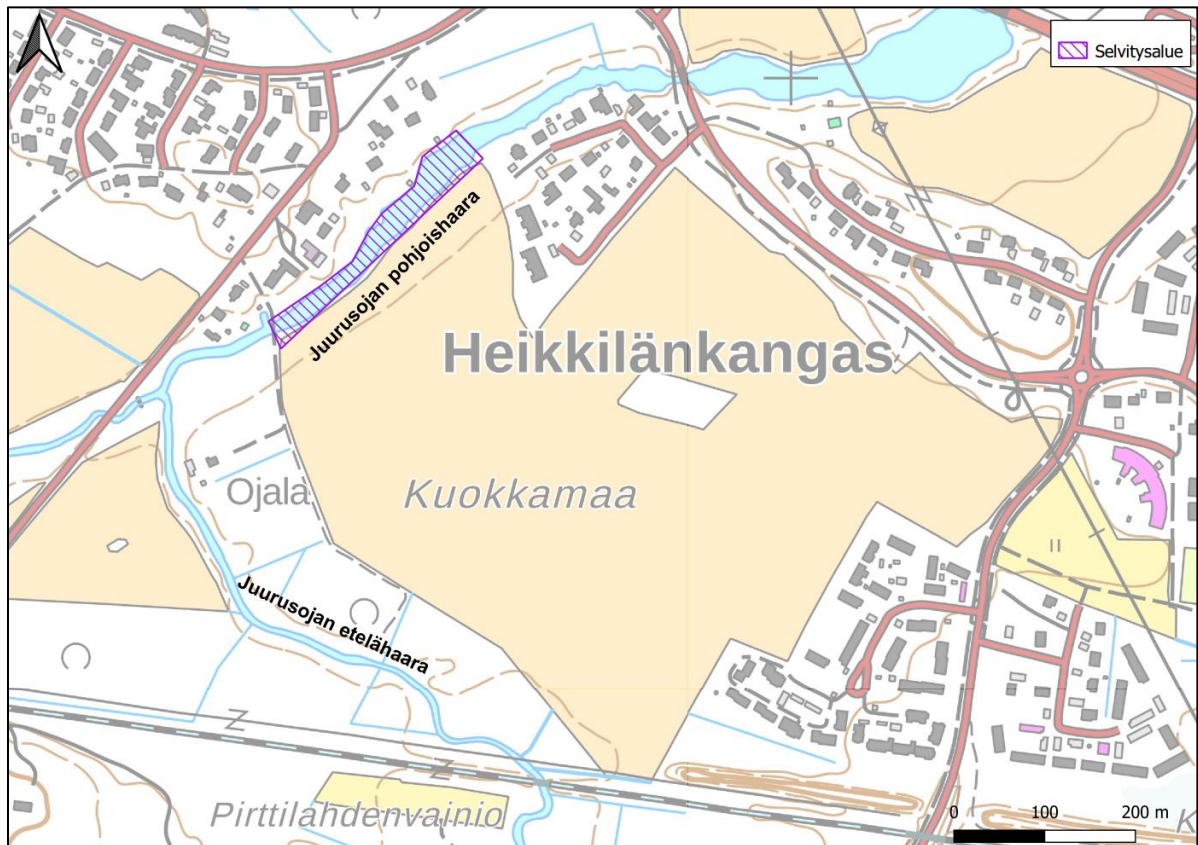 Selvitysalue
Juurusojan pohjoishaara
Heikkilänkangas
Ojala
Kuokkamaa
Juurusojan etelähaara
Z
Z
Pirttilahdenvainio
K
0 100 200 m